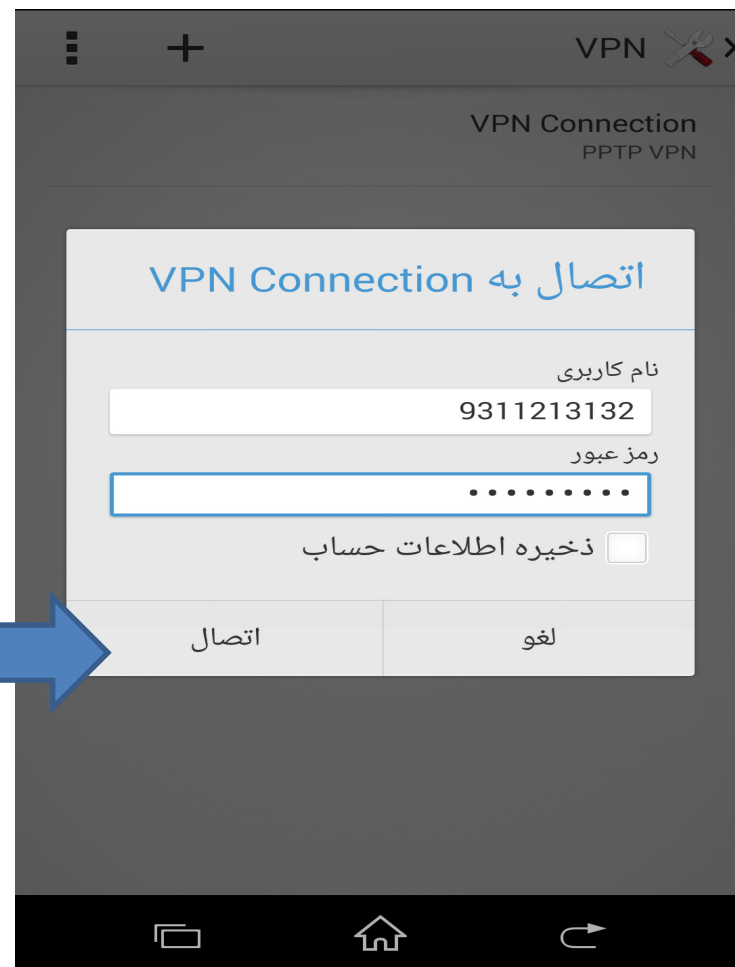 VPN
VPN Connection
PPTP VPN
اتصال به VPN Connection
نام کاربری
9311213132
رمز عبور
•••••••••
ذخیره اطلاعات حساب
لغو
اتصال